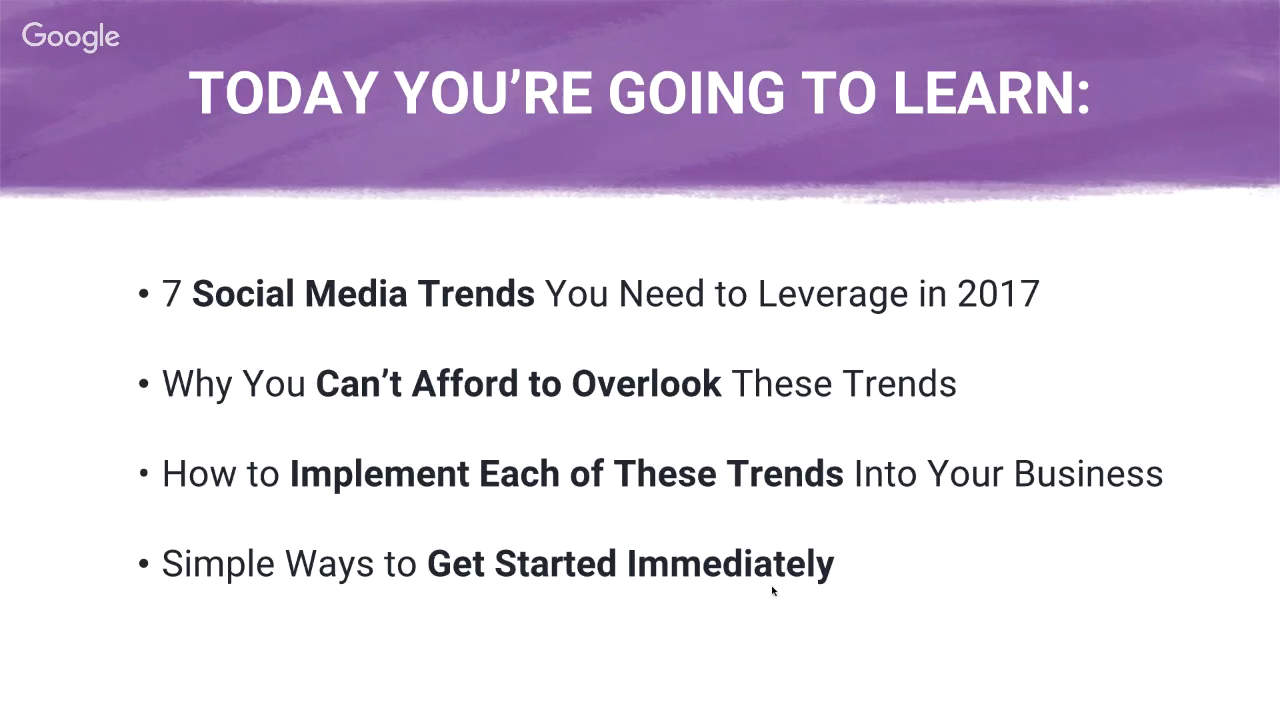 Google
TODAY YOU’RE GOING TO LEARN:
• 7 Social Media Trends You Need to Leverage in 2017
• Why You Can’t Afford to Overlook These Trends
• How to Implement Each of These Trends Into Your Business
• Simple Ways to Get Started Immediately